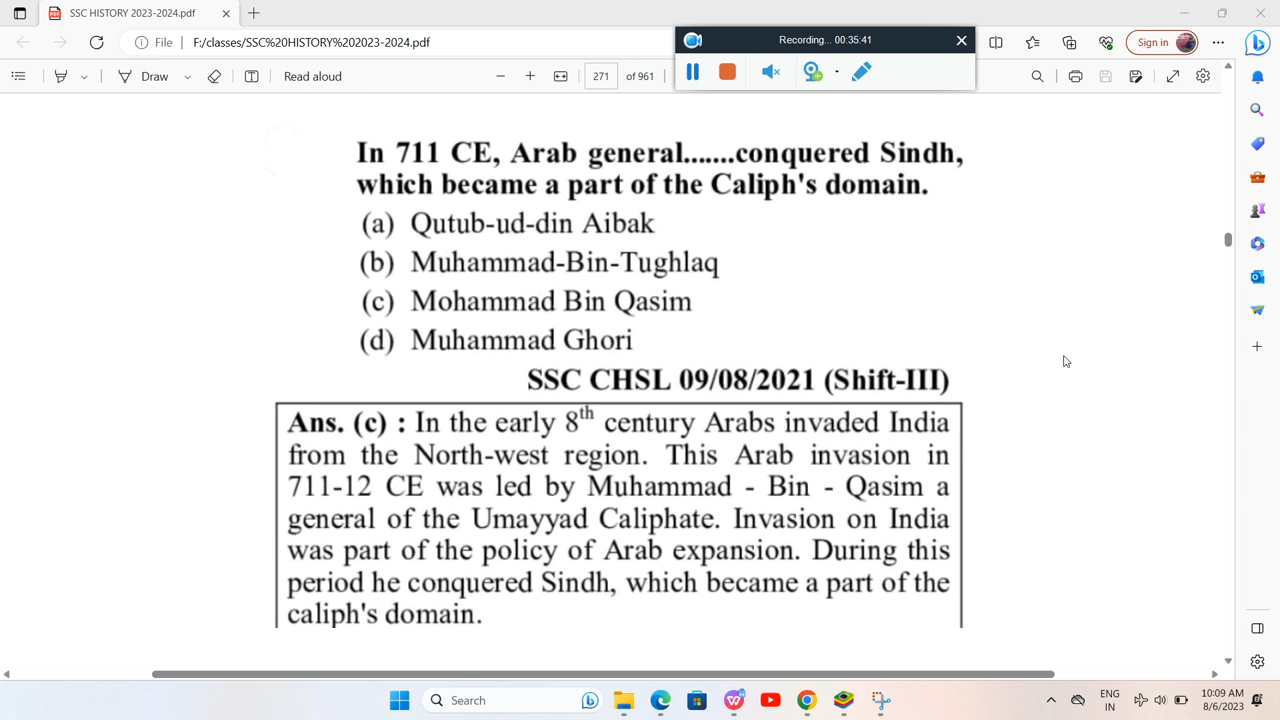 SSC HISTORY 2023-2024.pdf
Recording... 00:35:41
File F:/classes/SSC%20HISTORY%202023-2024.pdf Sign in
Draw Read aloud 271 of 961
In 711 CE, Arab general.......conquered Sindh,
which became a part of the Caliph's domain.
(a) Qutub-ud-din Aibak
(b) Muhammad-Bin-Tughlaq
(c) Mohammad Bin Qasim
(d) Muhammad Ghori
SSC CHSL 09/08/2021 (Shift-III)
Ans. (c) : In the early 8th century Arabs invaded India
from the North-west region. This Arab invasion in
711-12 CE was led by Muhammad - Bin - Qasim a
general of the Umayyad Caliphate. Invasion on India
was part of the policy of Arab expansion. During this
period he conquered Sindh, which became a part of the
caliph's domain.
Search
ENG
IN
10:09 AM
8/6/2023